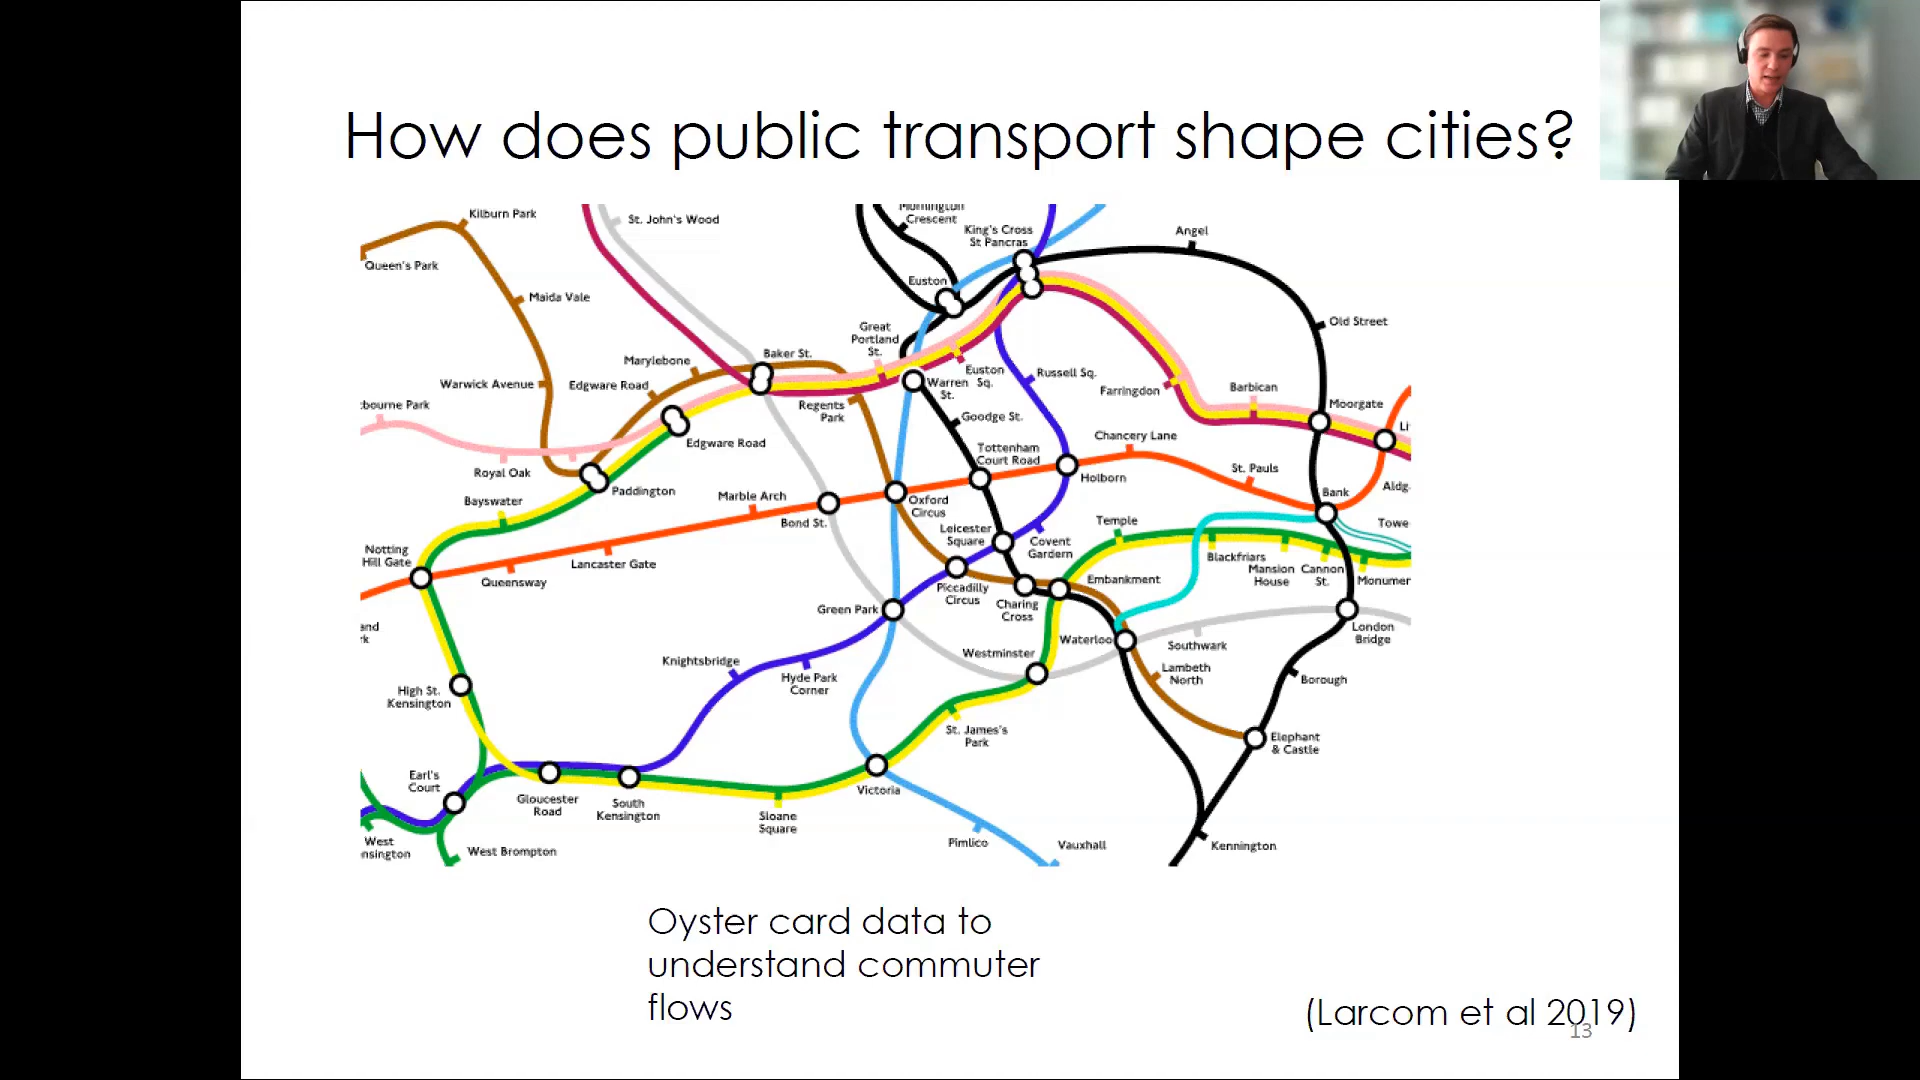 How does public transport shape cities?
Kilburn Park
St. John's Wood
Mornington
Crescent
King's Cross
St Pancras
Angel
Queen's Park
Maida Vale
Euston
Old Street
Great
Portland
St.
Baker St.
Marylebone
Warwick Avenue
Edgware Road
Euston
Sq.
Warren
St.
Russell Sq.
Farringdon
Barbican
Moorgate
bourne Park
Regents
Park
Goodge St.
Edgware Road
Tottenham
Court Road
Chancery Lane
Li
Royal Oak
Paddington
Holborn
St. Pauls
Bayswater
Marble Arch
Bond St.
Oxford
Circus
Bank
Aldg
Leicester
Square
Covent
Garden
Temple
Towe
Notting
Hill Gate
Queensway
Lancaster Gate
Blackfriars
Mansion
House
Cannon
St.
Monumen
Piccadilly
Circus
Charing
Cross
Embankment
Green Park
and
rk
Waterloo
Southwark
London
Bridge
Knightsbridge
Hyde Park
Corner
Westminster
Lambeth
North
Borough
High St.
Kensington
St. James's
Park
Elephant
& Castle
Earl's
Court
Gloucester
Road
South
Kensington
Sloane
Square
Victoria
West
nsington
West Brompton
Pimlico
Vauxhall
Kennington
Oyster card data to
understand commuter
flows
(Larcom et al 2019)
13